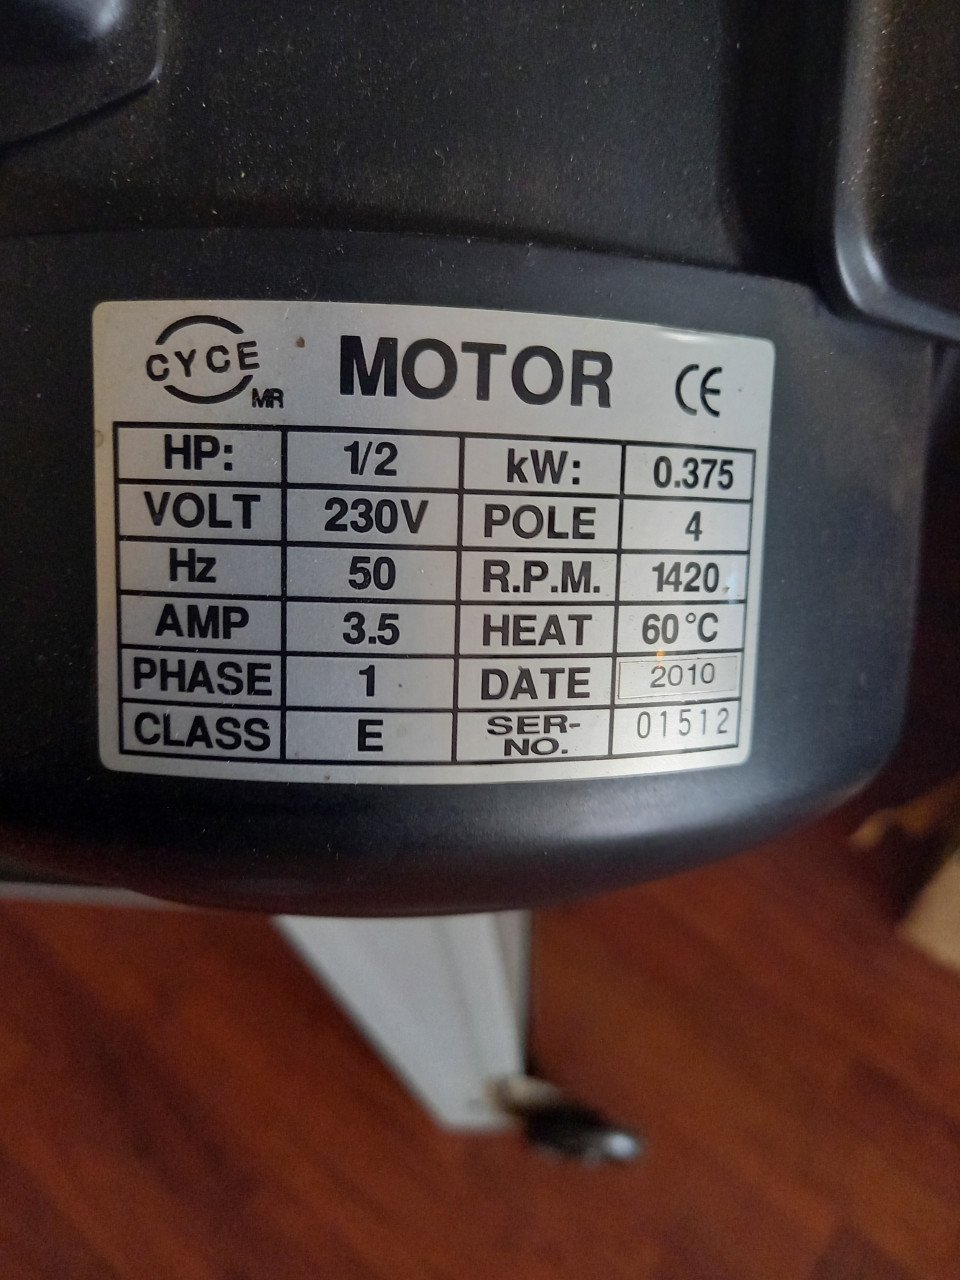 CYCE
MR
MOTOR
CE
HP: 1/2 kW: 0.375
VOLT 230V POLE 4
Hz 50 R.P.M. 1420
AMP 3.5 HEAT 60°C
PHASE 1 DATE 2010
CLASS E SER-
NO. 01512